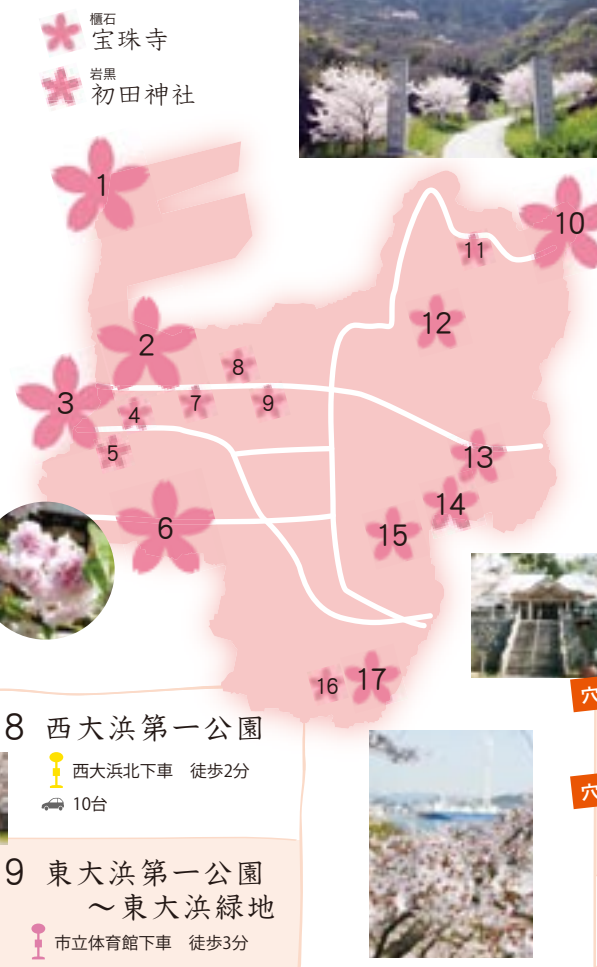 櫃石
宝珠寺
岩黒
初田神社
1
10
11
12
2
8
3
7
9
4
5
13
14
6
15
16
17
穴
穴
8 西大浜第一公園
西大浜北下車 徒歩2分
10台
9 東大浜第一公園
～東大浜緑地
市立体育館下車 徒歩3分